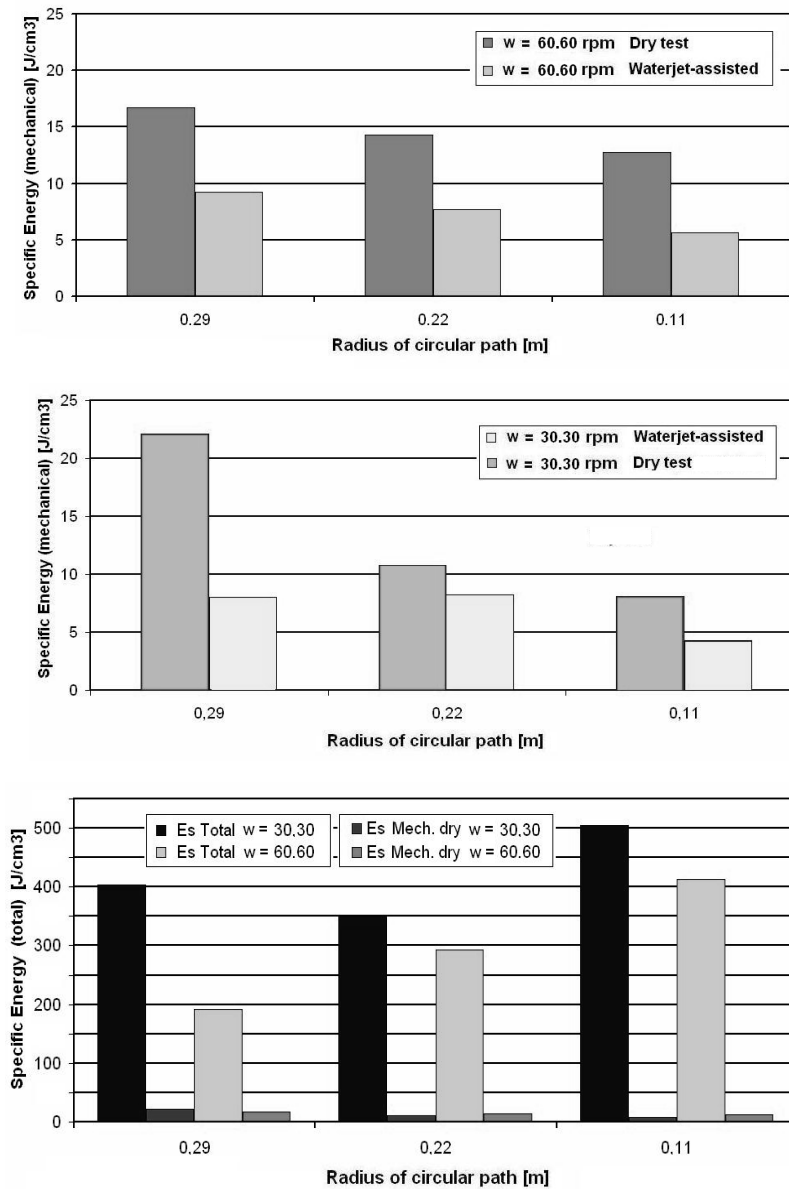 Specific Energy (mechanical) [J/cm3]
25
20
15
10
5
0
w = 60.60 rpm Dry test
w = 60.60 rpm Waterjet-assisted
0.29 0.22 0.11
Radius of circular path [m]
Specific Energy (mechanical) [J/cm3]
25
20
15
10
5
0
w = 30.30 rpm Waterjet-assisted
w = 30.30 rpm Dry test
0,29 0,22 0,11
Radius of circular path [m]
Specific Energy (total) [J/cm3]
500
400
300
200
100
0
Es Total w = 30,30 Es Mech. dry w = 30,30
Es Total w = 60.60 Es Mech. dry w = 60.60
0,29 0,22 0,11
Radius of circular path [m]